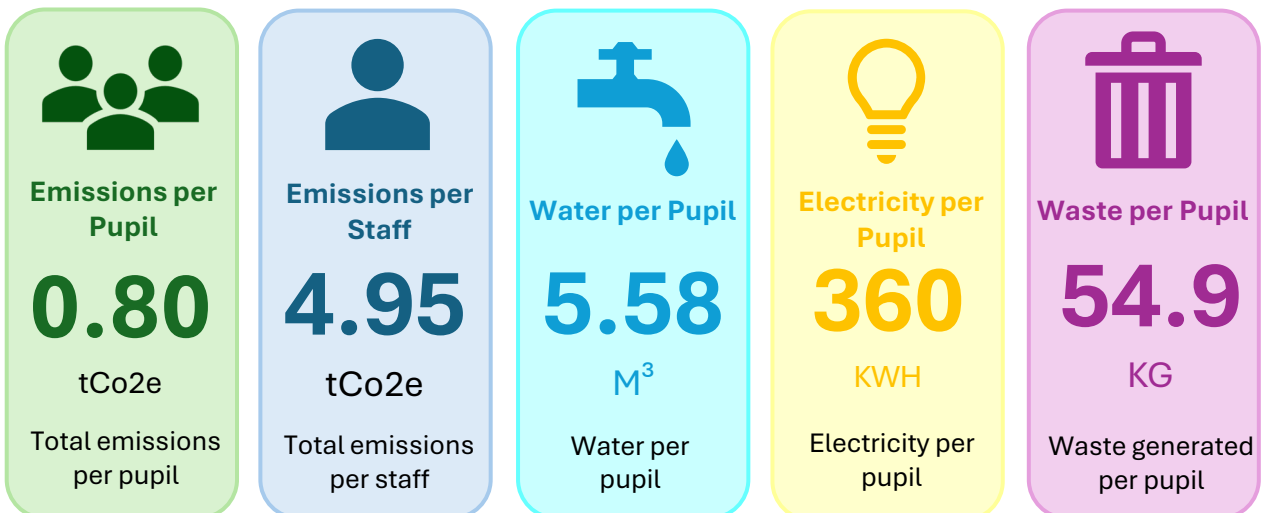 Emissions per
Pupil
0.80
tCo2e
Total emissions
per pupil
Emissions per
Staff
4.95
tCo2e
Total emissions
per staff
Water per Pupil
5.58
M³
Water per
pupil
Electricity per
Pupil
360
KWH
Electricity per
pupil
Waste per Pupil
54.9
KG
Waste generated
per pupil